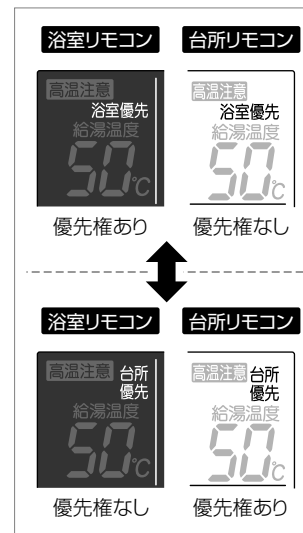 浴室リモコン 台所リモコン
高温注意 高温注意
浴室優先 浴室優先
給湯温度 給湯温度
50℃ 50℃
優先権あり 優先権なし
浴室リモコン 台所リモコン
高温注意 台所 高温注意 台所
優先 優先
給湯温度 給湯温度
50℃ 50℃
優先権なし 優先権あり